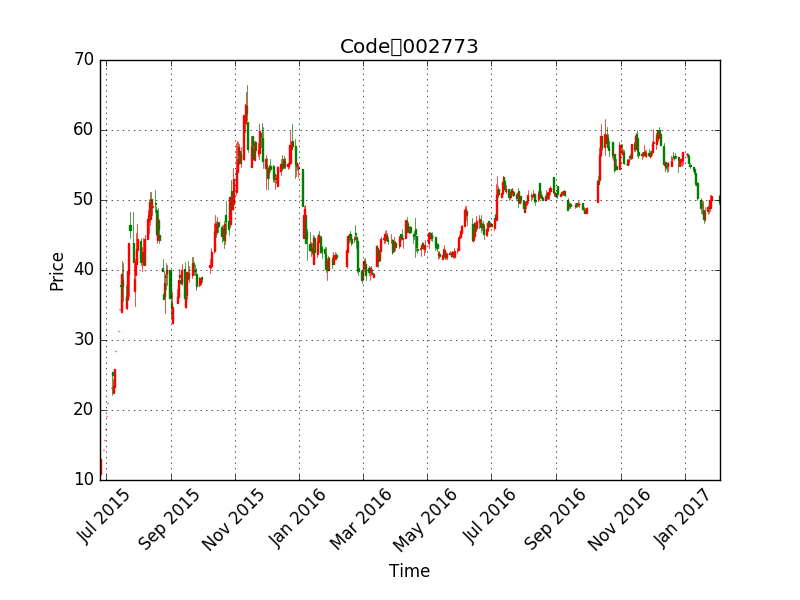 Code▯002773
70
60
50
40
30
20
10
Price
Jul 2015
Sep 2015
Nov 2015
Jan 2016
Mar 2016
May 2016
Jul 2016
Sep 2016
Nov 2016
Jan 2017
Time